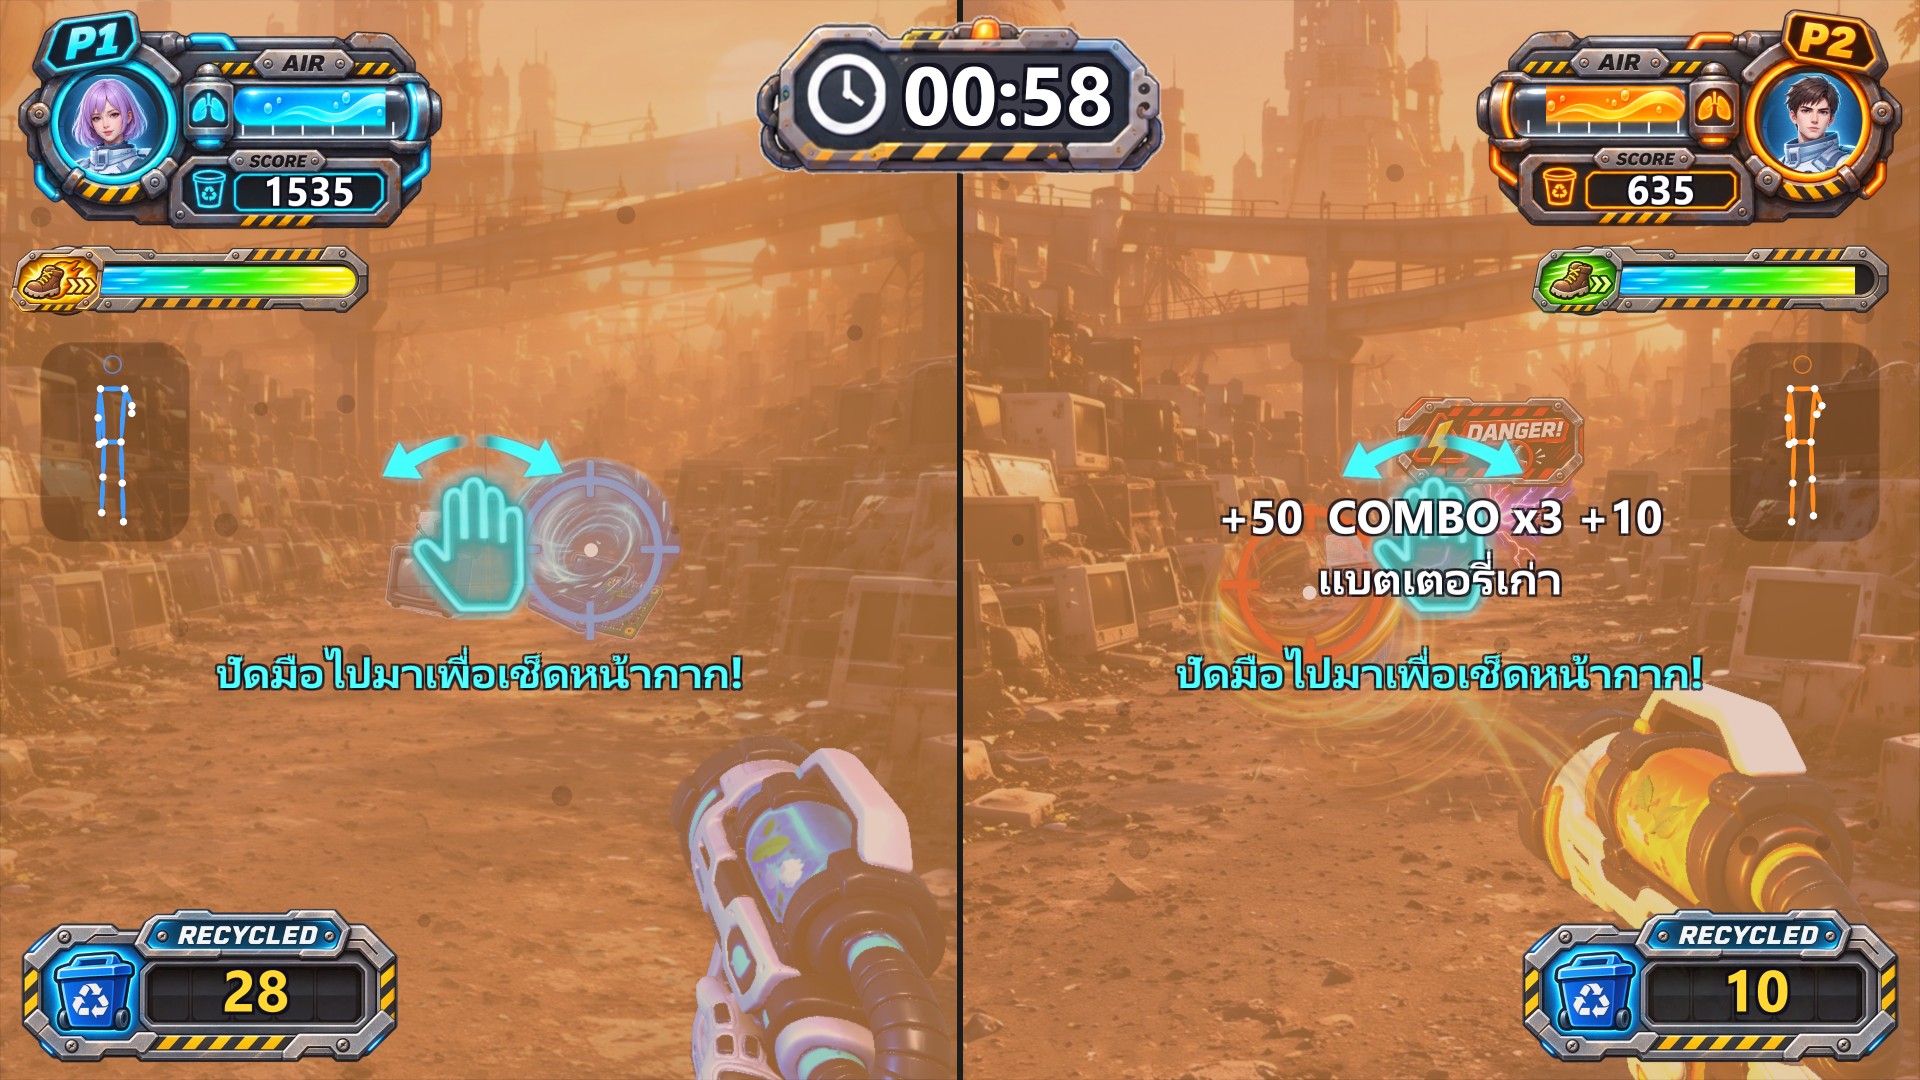 P1
AIR
SCORE
1535
00:58
AIR
P2
SCORE
635
DANGER!
+50 COMBO x3 +10
แบตเตอรี่เก่า
ปัดมือไปมาเพื่อเช็ดหน้ากาก!
ปัดมือไปมาเพื่อเช็ดหน้ากาก!
RECYCLED
28
RECYCLED
10